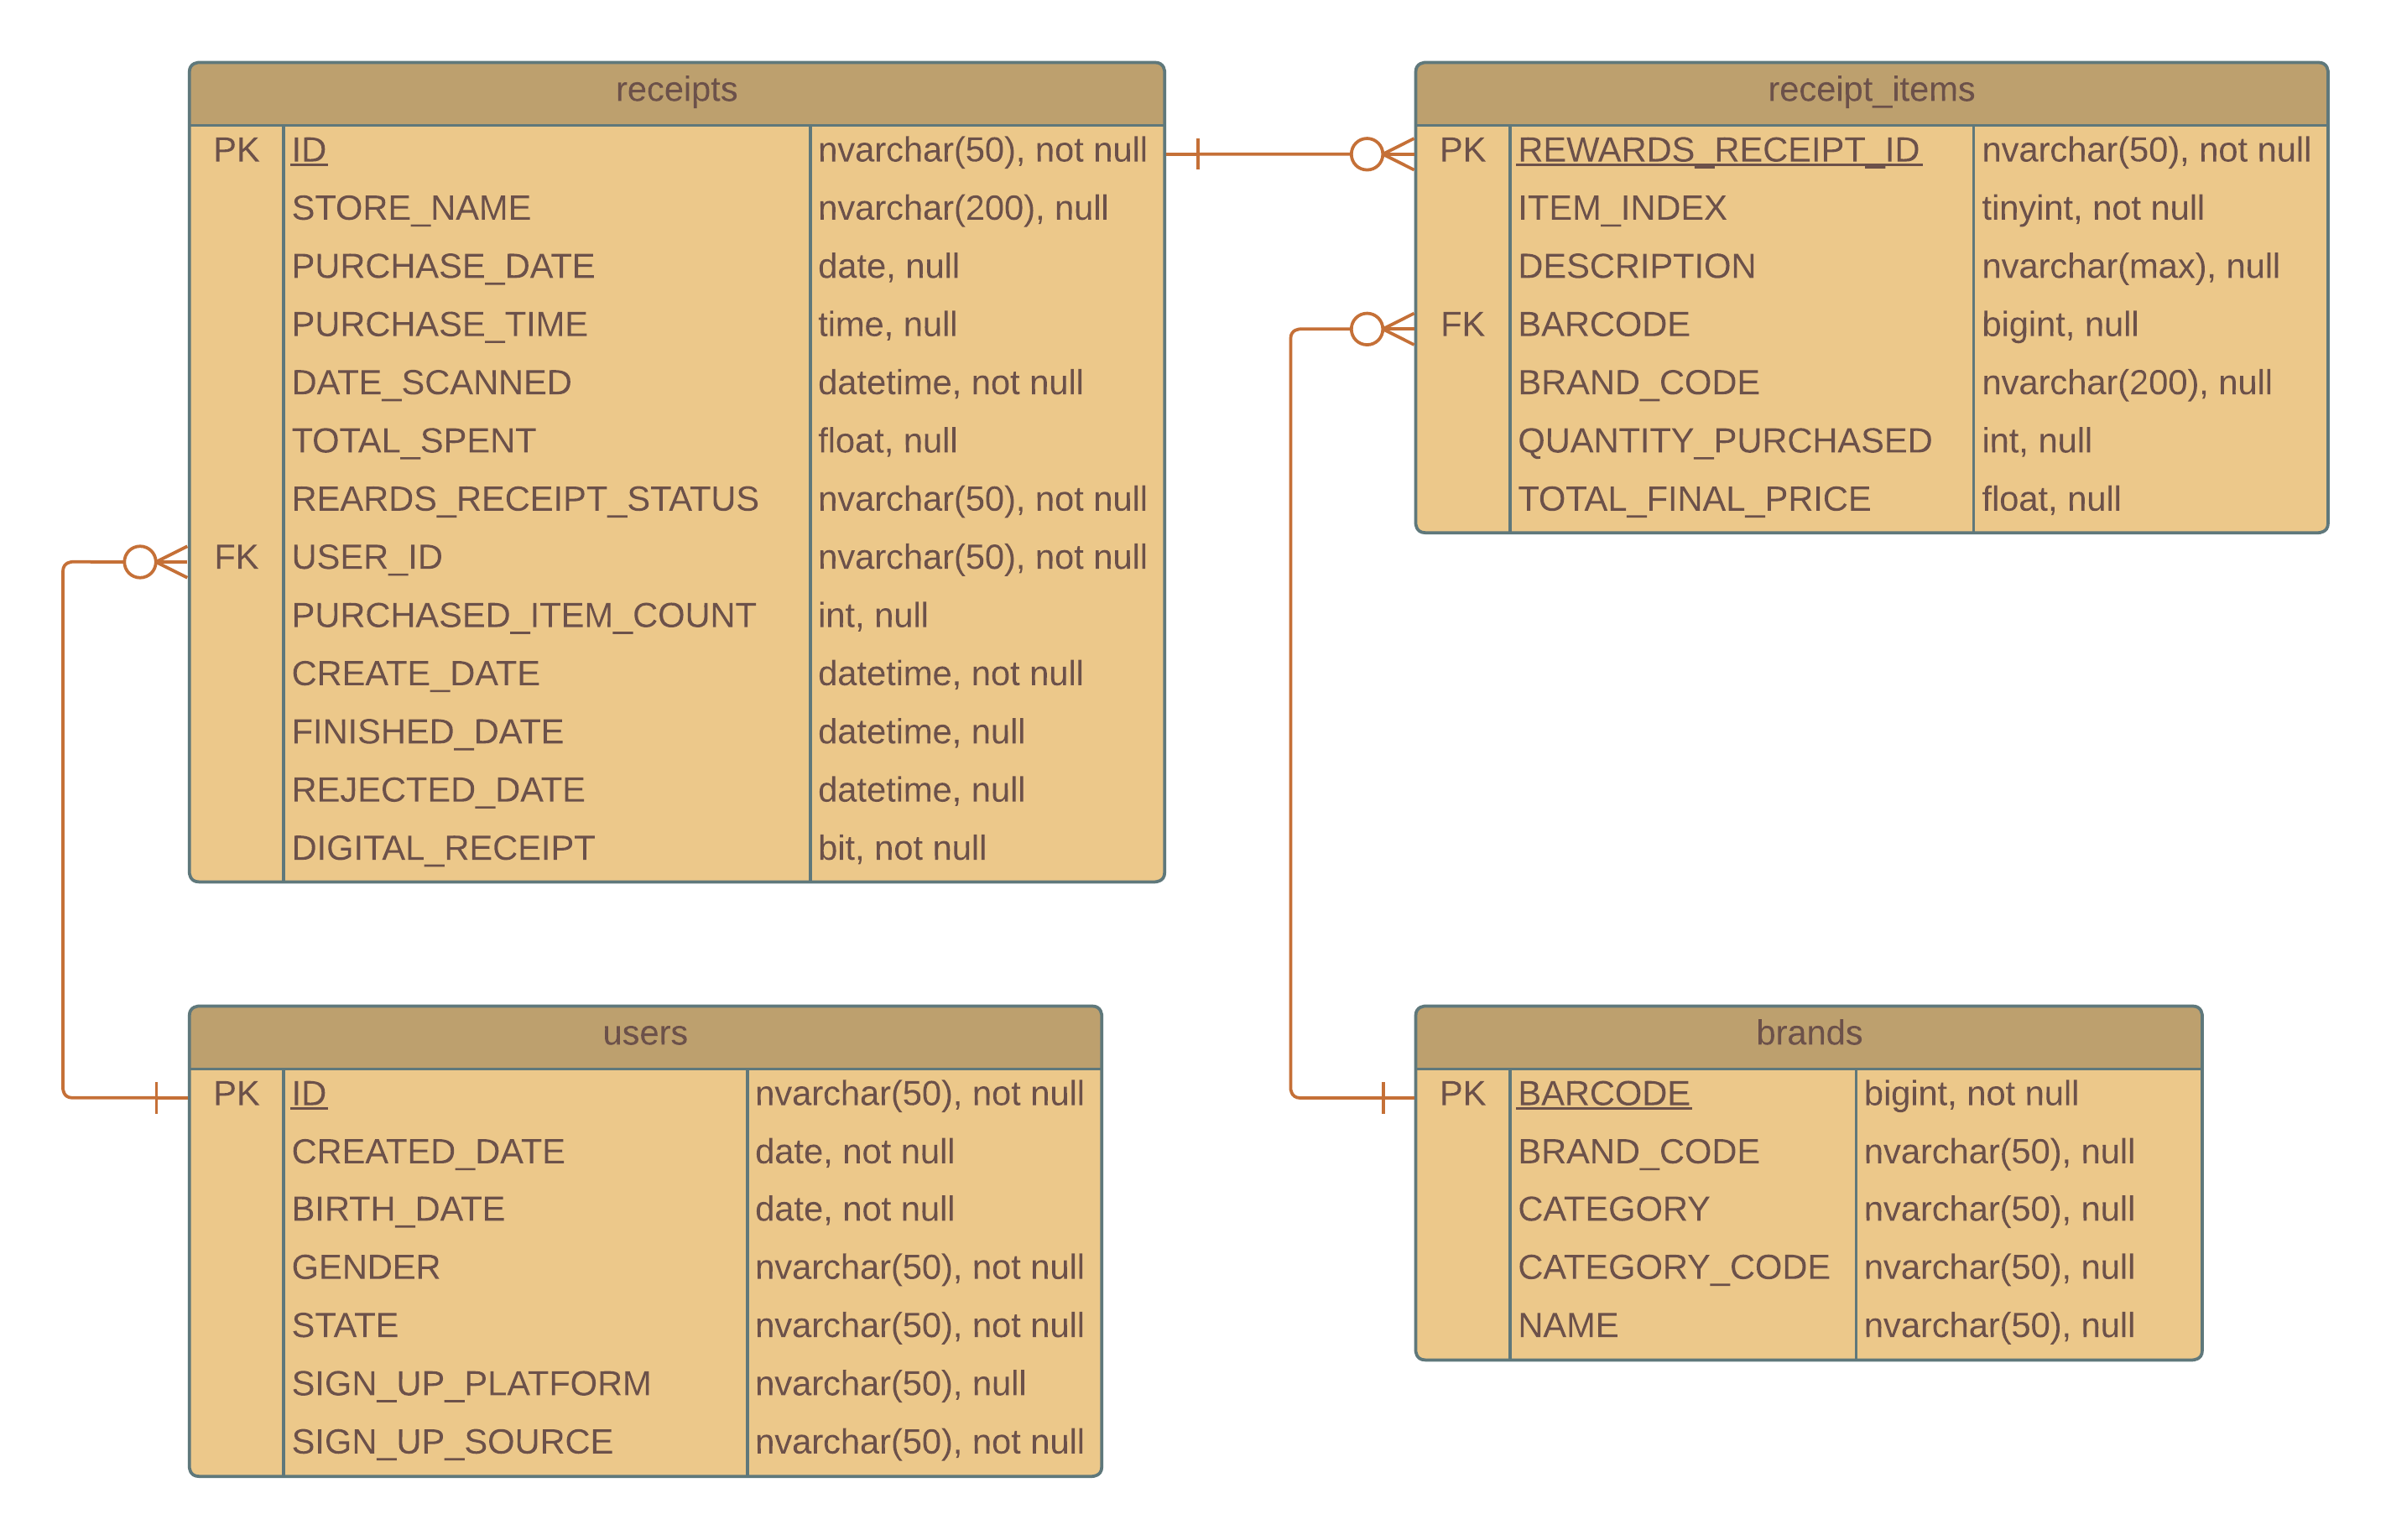 receipts
PK ID nvarchar(50), not null
STORE_NAME nvarchar(200), null
PURCHASE_DATE date, null
PURCHASE_TIME time, null
DATE_SCANNED datetime, not null
TOTAL_SPENT float, null
REARDS_RECEIPT_STATUS nvarchar(50), not null
FK USER_ID nvarchar(50), not null
PURCHASED_ITEM_COUNT int, null
CREATE_DATE datetime, not null
FINISHED_DATE datetime, null
REJECTED_DATE datetime, null
DIGITAL_RECEIPT bit, not null
receipt_items
PK REWARDS_RECEIPT_ID nvarchar(50), not null
ITEM_INDEX tinyint, not null
DESCRIPTION nvarchar(max), null
FK BARCODE bigint, null
BRAND_CODE nvarchar(200), null
QUANTITY_PURCHASED int, null
TOTAL_FINAL_PRICE float, null
users
PK ID nvarchar(50), not null
CREATED_DATE date, not null
BIRTH_DATE date, not null
GENDER nvarchar(50), not null
STATE nvarchar(50), not null
SIGN_UP_PLATFORM nvarchar(50), null
SIGN_UP_SOURCE nvarchar(50), not null
brands
PK BARCODE bigint, not null
BRAND_CODE nvarchar(50), null
CATEGORY nvarchar(50), null
CATEGORY_CODE nvarchar(50), null
NAME nvarchar(50), null